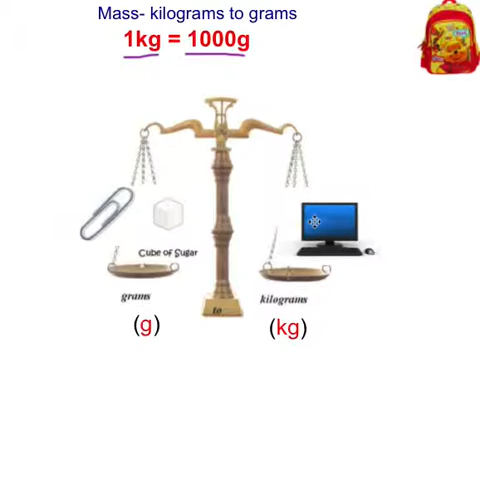 Mass- kilograms to grams
1kg = 1000g
Cube of Sugar
grams
kilograms
to
(g)
(kg)